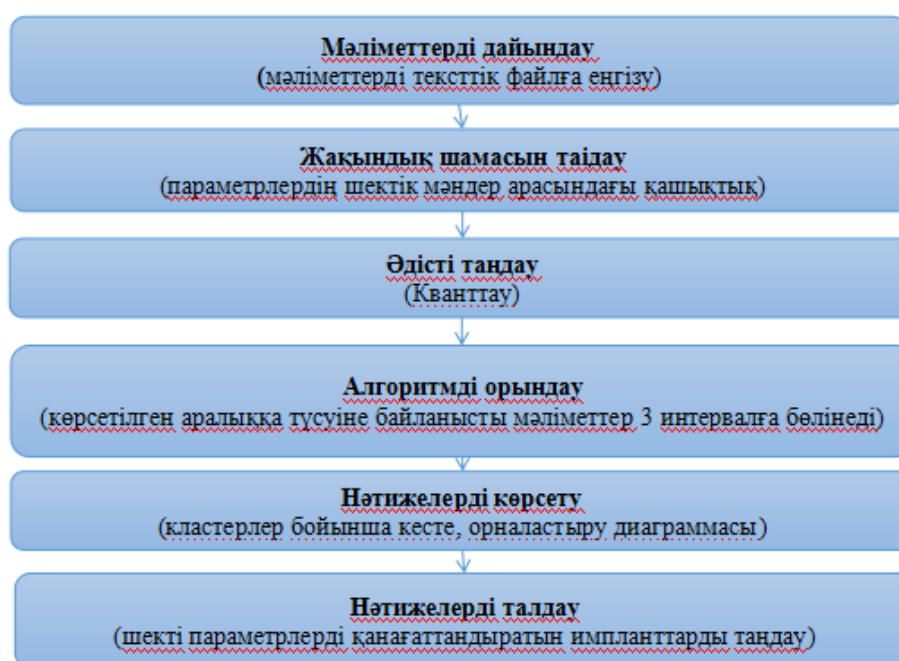 Мәліметтерді дайындау
(мәліметтерді тексттік файлға еңгізу)
Жақындық шамасын таідау
(параметрлердің шектік мәндер арасындағы қашықтық)
Әдісті таңдау
(Кванттау)
Алгоритмді орындау
(көрсетілген аралыққа түсуіне байланысты мәліметтер 3 интервалға бөлінеді)
Нәтижелерді көрсету
(кластерлер бойынша кесте, орналастыру диаграммасы)
Нәтижелерді талдау
(шекті параметрлерді қанағаттандыратын импланттарды таңдау)